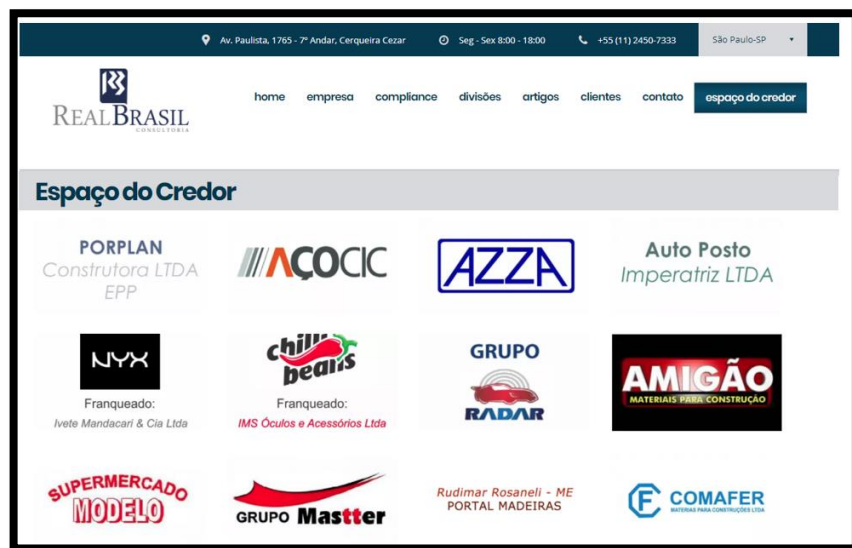 Av. Paulista, 1765 - 7º Andar, Cerqueira Cezar
Seg - Sex 8:00 - 18:00
+55 (11) 2450-7333
São Paulo-SP
REALBRASIL
CONSULTORIA
home empresa compliance divisões artigos clientes contato espaço do credor
Espaço do Credor
PORPLAN
Construtora LTDA
EPP
AÇOCIC
AZZA
Auto Posto
Imperatriz LTDA
NYX
Franqueado:
Ivete Mandacari & Cia Ltda
chilli
beans
Franqueado:
IMS Óculos e Acessórios Ltda
GRUPO
RADAR
AMIGÃO
MATERIAIS PARA CONSTRUÇÃO
SUPERMERCADO
MODELO
GRUPO Mastter
Rudimar Rosaneli - ME
PORTAL MADEIRAS
COMAFER
MATERIAS PARA CONSTRUÇÕES LTDA